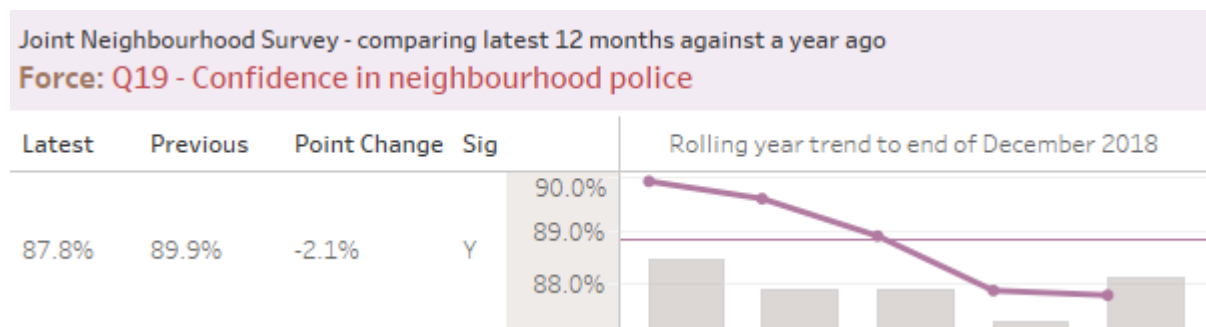 Joint Neighbourhood Survey - comparing latest 12 months against a year ago
Force: Q19 - Confidence in neighbourhood police
Latest Previous Point Change Sig Rolling year trend to end of December 2018
90.0%
89.0%
87.8% 89.9% -2.1% Y
88.0%